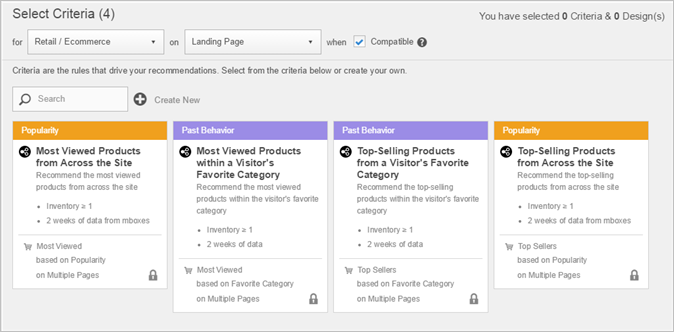 Select Criteria (4)
You have selected 0 Criteria & 0 Design(s)
for Retail / Ecommerce on Landing Page when Compatible ?
Criteria are the rules that drive your recommendations. Select from the criteria below or create your own.
Search
Create New
Popularity
Most Viewed Products
from Across the Site
Recommend the most viewed
products from across the site
• Inventory ≥ 1
• 2 weeks of data from mboxes
Most Viewed
based on Popularity
on Multiple Pages
Past Behavior
Most Viewed Products
within a Visitor's
Favorite Category
Recommend the most viewed
products within the visitor's favorite
category
• Inventory ≥ 1
• 2 weeks of data
Most Viewed
based on Favorite Category
on Multiple Pages
Past Behavior
Top-Selling Products
from a Visitor's Favorite
Category
Recommend the top-selling
products within the visitor's favorite
category
• Inventory ≥ 1
• 2 weeks of data
Top Sellers
based on Favorite Category
on Multiple Pages
Popularity
Top-Selling Products
from Across the Site
Recommend the top-selling
products from across the site
• Inventory ≥ 1
• 2 weeks of data from mboxes
Top Sellers
based on Popularity
on Multiple Pages